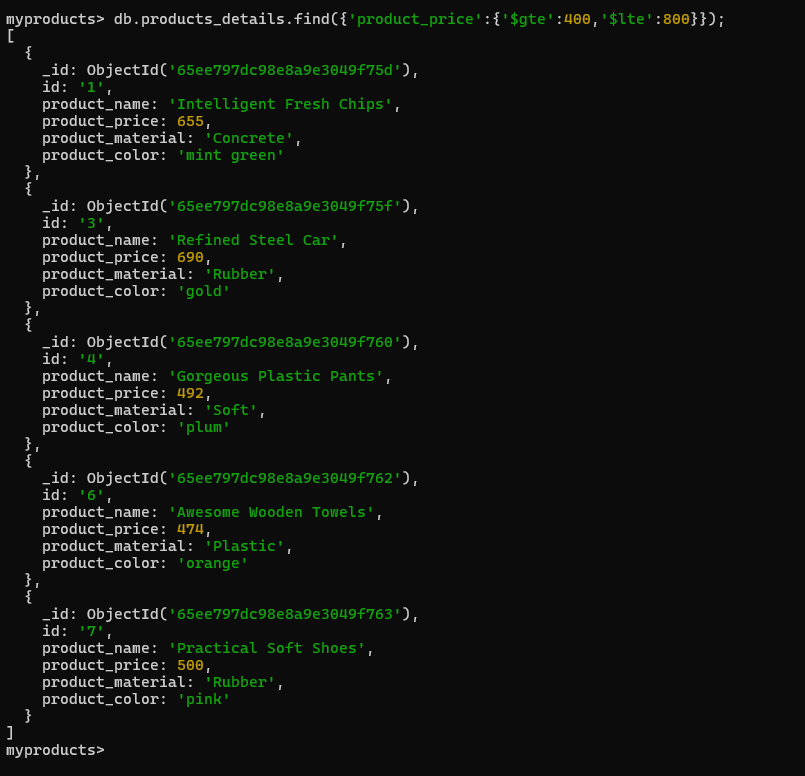 myproducts> db.products_details.find({'product_price':{'$gte':400,'$lte':800}});
[
  {
    _id: ObjectId('65ee797dc98e8a9e3049f75d'),
    id: '1',
    product_name: 'Intelligent Fresh Chips',
    product_price: 655,
    product_material: 'Concrete',
    product_color: 'mint green'
  },
  {
    _id: ObjectId('65ee797dc98e8a9e3049f75f'),
    id: '3',
    product_name: 'Refined Steel Car',
    product_price: 690,
    product_material: 'Rubber',
    product_color: 'gold'
  },
  {
    _id: ObjectId('65ee797dc98e8a9e3049f760'),
    id: '4',
    product_name: 'Gorgeous Plastic Pants',
    product_price: 492,
    product_material: 'Soft',
    product_color: 'plum'
  },
  {
    _id: ObjectId('65ee797dc98e8a9e3049f762'),
    id: '6',
    product_name: 'Awesome Wooden Towels',
    product_price: 474,
    product_material: 'Plastic',
    product_color: 'orange'
  },
  {
    _id: ObjectId('65ee797dc98e8a9e3049f763'),
    id: '7',
    product_name: 'Practical Soft Shoes',
    product_price: 500,
    product_material: 'Rubber',
    product_color: 'pink'
  }
]
myproducts>